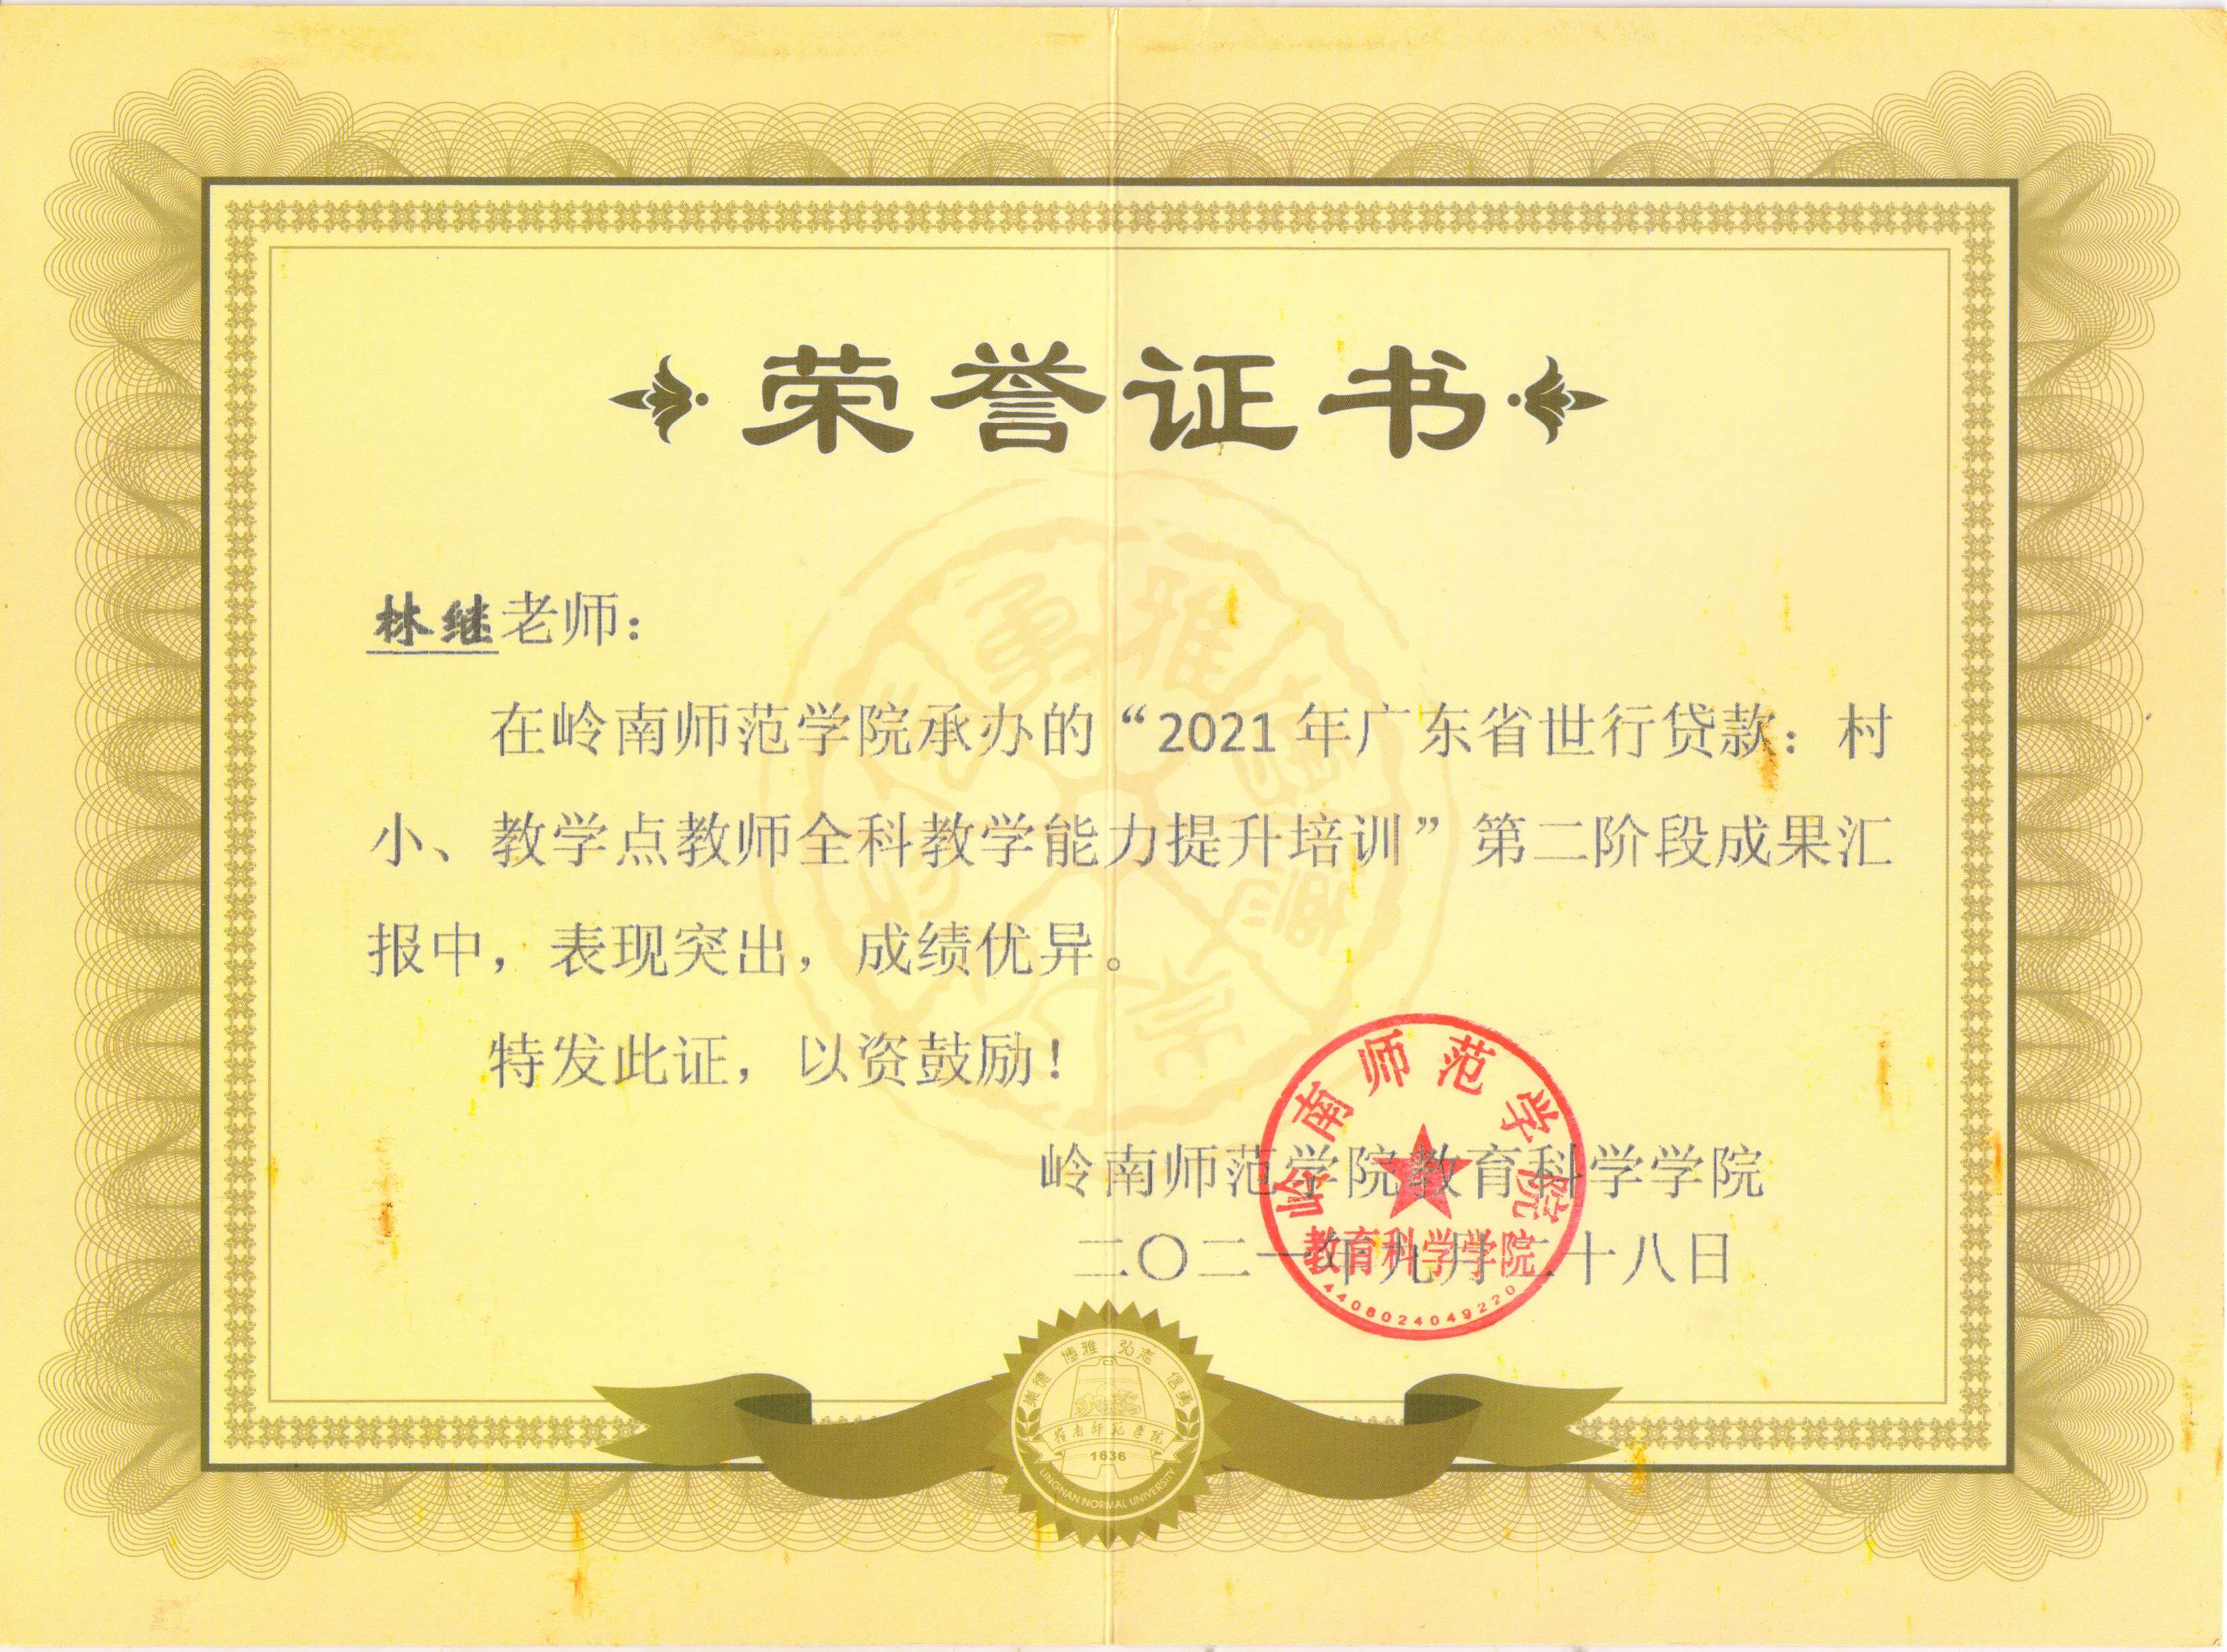 荣誉证书
林继老师：
在岭南师范学院承办的“2021年广东省世行贷款：村
小、教学点教师全科教学能力提升培训”第二阶段成果汇
报中，表现突出，成绩优异。
特发此证，以资鼓励！
岭南师范学院教育科学学院
二〇二一年九月二十八日
岭南师范学院
教育科学学院
4408024049220
崇德 博雅 弘志 信勇
岭南师范学院
1636
LINGNAN NORMAL UNIVERSITY